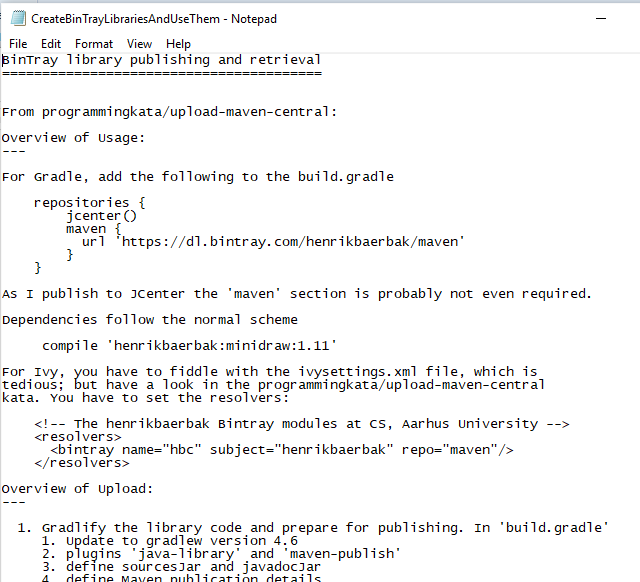 CreateBinTrayLibrariesAndUseThem - Notepad
File Edit Format View Help
BinTray library publishing and retrieval
========================================
From programmingkata/upload-maven-central:
Overview of Usage:
---
For Gradle, add the following to the build.gradle
repositories {
jcenter()
maven {
url 'https://dl.bintray.com/henrikbaerbak/maven'
}
}
As I publish to JCenter the 'maven' section is probably not even required.
Dependencies follow the normal scheme
compile 'henrikbaerbak:minidraw:1.11'
For Ivy, you have to fiddle with the ivysettings.xml file, which is
tedious; but have a look in the programmingkata/upload-maven-central
kata. You have to set the resolvers:
<!-- The henrikbaerbak Bintray modules at CS, Aarhus University -->
<resolvers>
<bintray name="hbc" subject="henrikbaerbak" repo="maven"/>
</resolvers>
Overview of Upload:
---
1. Gradlify the library code and prepare for publishing. In 'build.gradle'
1. Update to gradlew version 4.6
2. plugins 'java-library' and 'maven-publish'
3. define sourcesJar and javadocJar
4. define Maven publication details